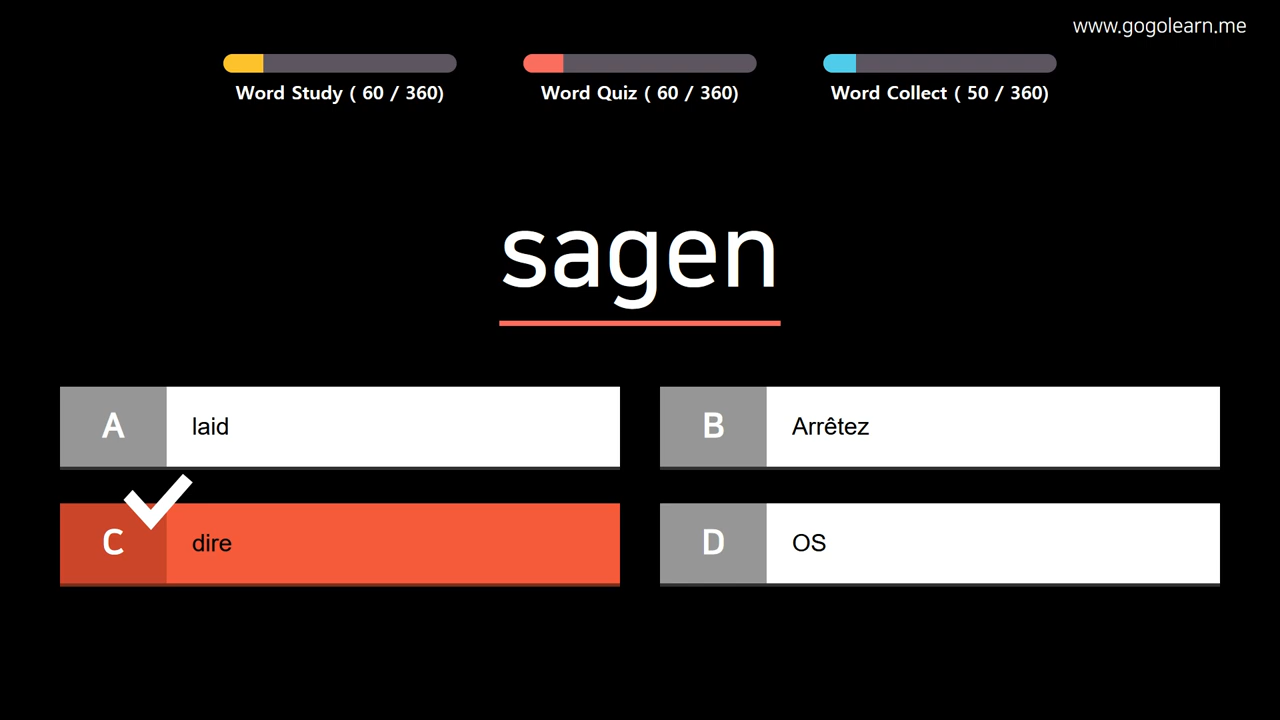 www.gogolearn.me
Word Study ( 60 / 360)
Word Quiz ( 60 / 360)
Word Collect ( 50 / 360)
sagen
A
laid
B
Arrêtez
C
dire
D
OS